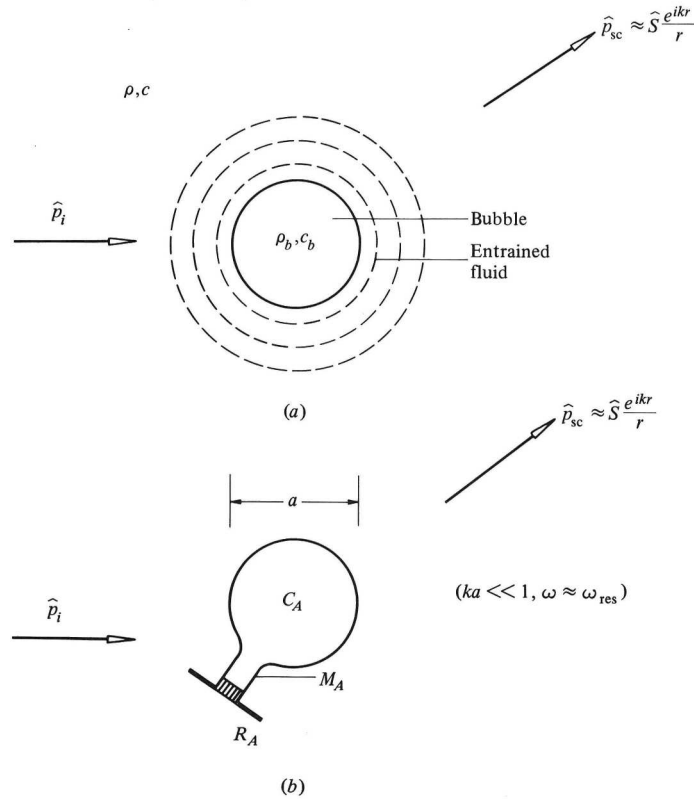 p̂_sc ≈ Ŝ e^{ikr}/r
ρ, c
p̂_i
ρ_b, c_b
Bubble
Entrained
fluid
(a)
p̂_sc ≈ Ŝ e^{ikr}/r
a
p̂_i
C_A
(ka << 1, ω ≈ ω_res)
M_A
R_A
(b)